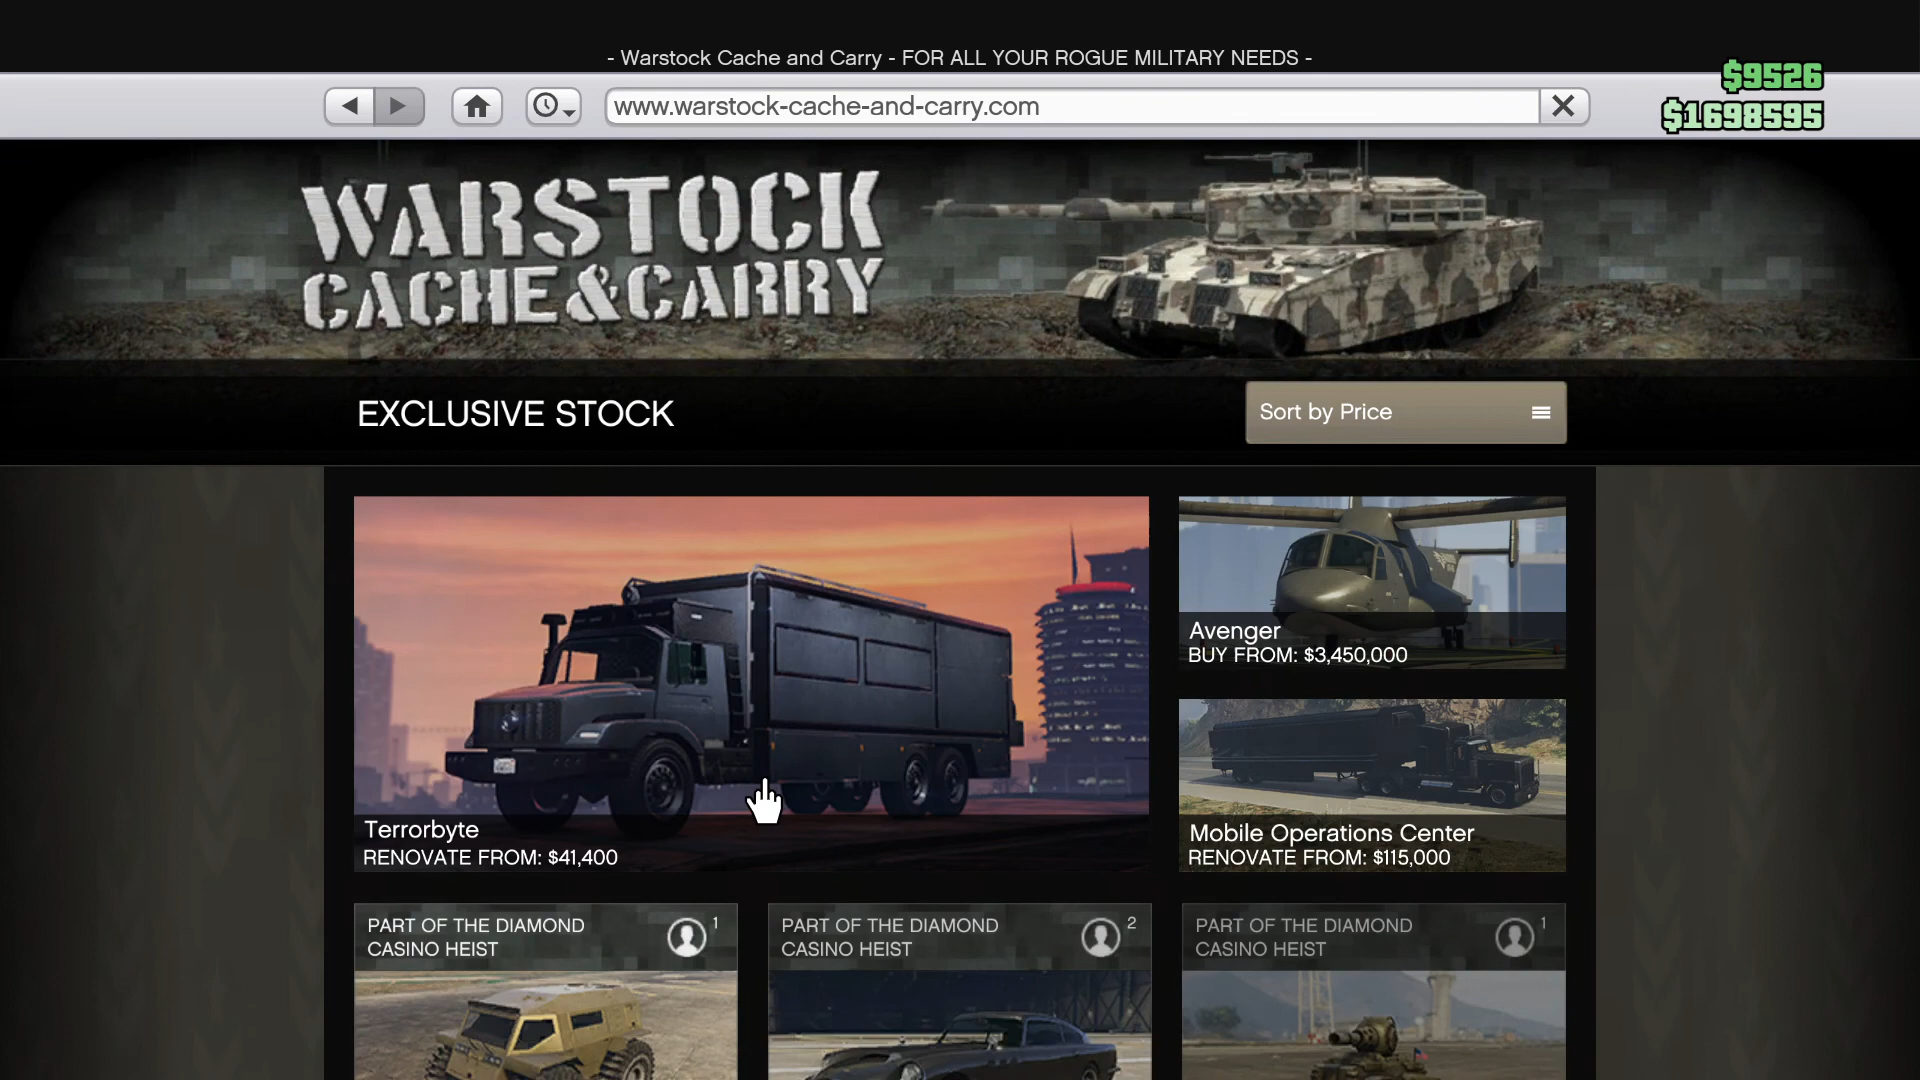 - Warstock Cache and Carry - FOR ALL YOUR ROGUE MILITARY NEEDS -
$9526
www.warstock-cache-and-carry.com
$1698595
WARSTOCK
CACHE&CARRY
EXCLUSIVE STOCK
Sort by Price
Terrorbyte
RENOVATE FROM: $41,400
Avenger
BUY FROM: $3,450,000
Mobile Operations Center
RENOVATE FROM: $115,000
PART OF THE DIAMOND
CASINO HEIST
1
PART OF THE DIAMOND
CASINO HEIST
2
PART OF THE DIAMOND
CASINO HEIST
1